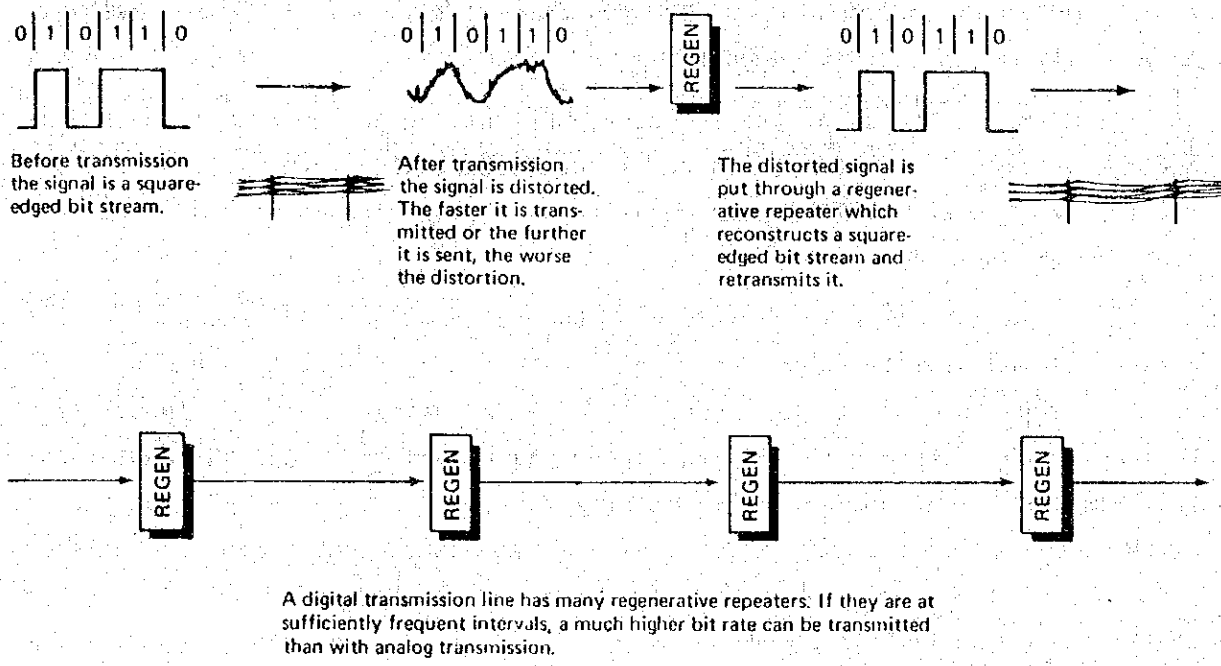 0 1 0 1 1 0
0 1 0 1 1 0
REGEN
0 1 0 1 1 0
Before transmission
the signal is a square-
edged bit stream.
After transmission
the signal is distorted.
The faster it is trans-
mitted or the further
it is sent, the worse
the distortion.
The distorted signal is
put through a regener-
ative repeater which
reconstructs a square-
edged bit stream and
retransmits it.
REGEN
REGEN
REGEN
REGEN
A digital transmission line has many regenerative repeaters. If they are at
sufficiently frequent intervals, a much higher bit rate can be transmitted
than with analog transmission.